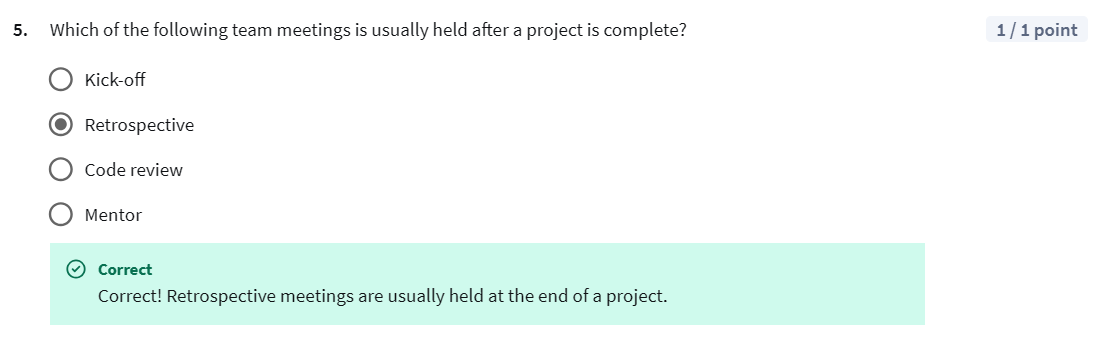 5. Which of the following team meetings is usually held after a project is complete?
1 / 1 point
Kick-off
Retrospective
Code review
Mentor
Correct
Correct! Retrospective meetings are usually held at the end of a project.